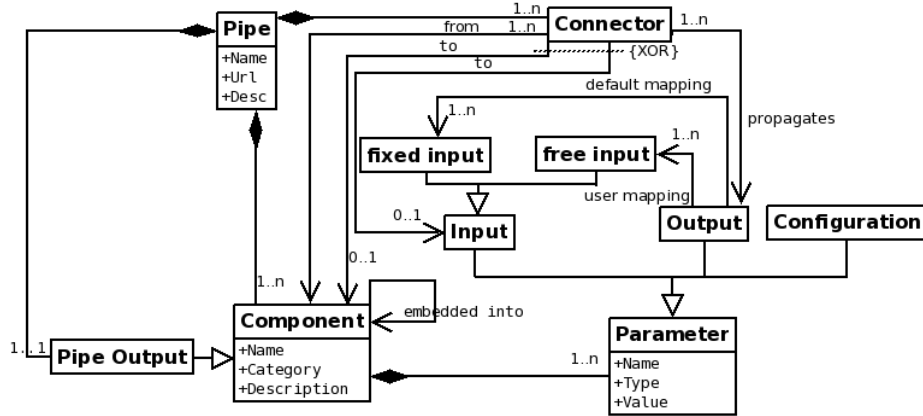 Pipe
+Name
+Url
+Desc
1..n
Connector
1..n
from
1..n
to
to
{XOR}
default mapping
1..n
propagates
fixed input
free input
1..n
user mapping
0..1
Input
Output
Configuration
0..1
1..n
Component
+Name
+Category
+Description
embedded into
1..1
Pipe Output
1..n
Parameter
+Name
+Type
+Value